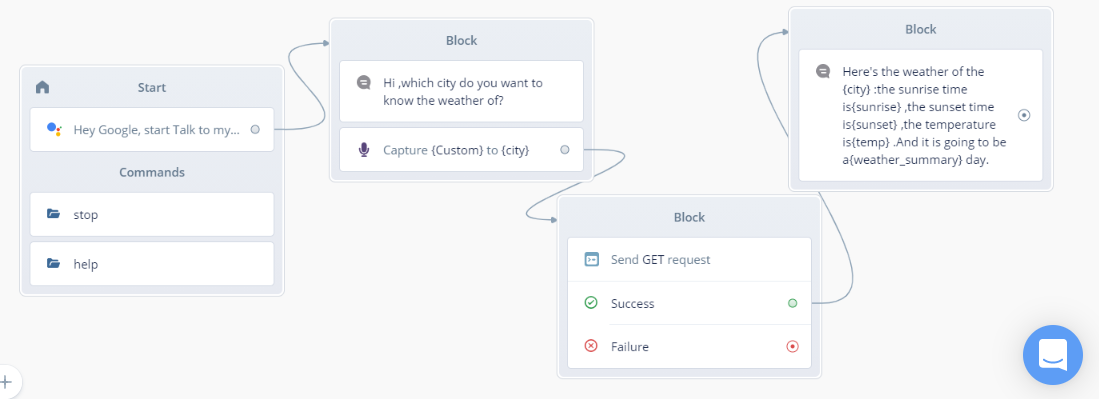 Start
Hey Google, start Talk to my...
Commands
stop
help
Block
Hi ,which city do you want to
know the weather of?
Capture {Custom} to {city}
Block
Send GET request
Success
Failure
Block
Here's the weather of the
{city} :the sunrise time
is{sunrise} ,the sunset time
is{sunset} ,the temperature
is{temp} .And it is going to be
a{weather_summary} day.